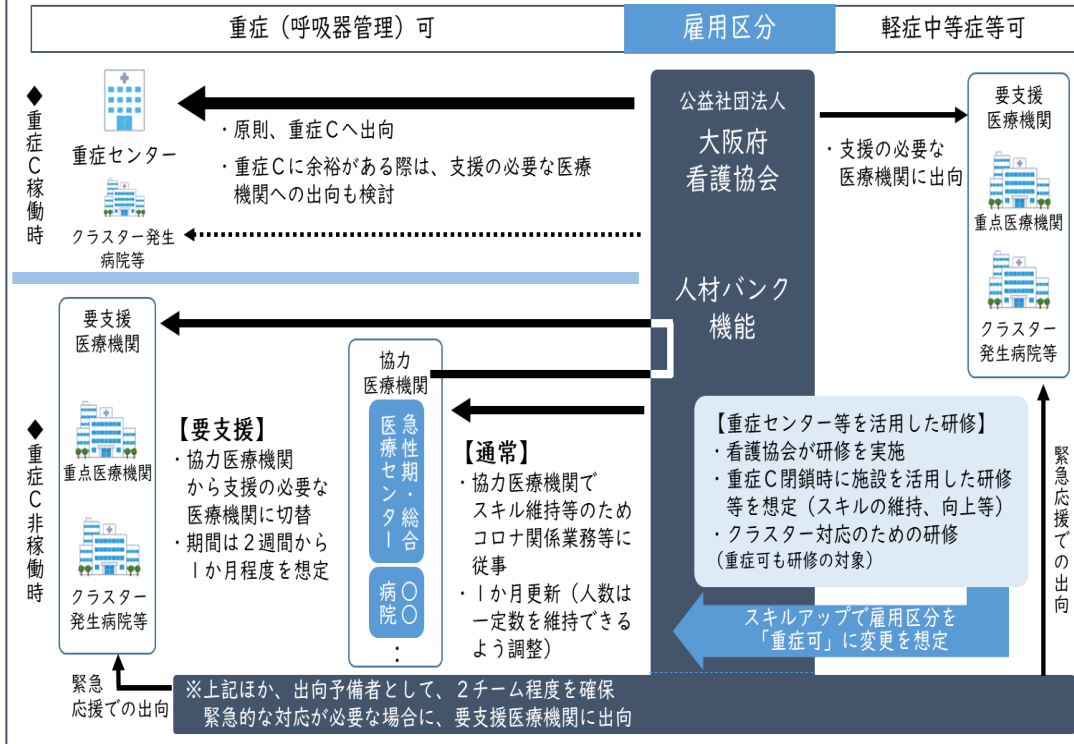 重症（呼吸器管理）可
雇用区分
軽症中等症等可
◆重症Ｃ稼働時
重症センター
クラスター発生
病院等
・原則、重症Ｃへ出向
・重症Ｃに余裕がある際は、支援の必要な医療
機関への出向も検討
公益社団法人
大阪府
看護協会
人材バンク
機能
・支援の必要な
医療機関に出向
要支援
医療機関
重点医療機関
クラスター
発生病院等
◆重症Ｃ非稼働時
要支援
医療機関
重点医療機関
クラスター
発生病院等
【要支援】
・協力医療機関
から支援の必要な
医療機関に切替
・期間は２週間から
１か月程度を想定
協力
医療機関
急性期・総合
医療センター
〇〇
病院
：
【通常】
・協力医療機関で
スキル維持等のため
コロナ関係業務等に
従事
・１か月更新（人数は
一定数を維持できる
よう調整）
【重症センター等を活用した研修】
・看護協会が研修を実施
・重症Ｃ閉鎖時に施設を活用した研修
等を想定（スキルの維持、向上等）
・クラスター対応のための研修
（重症可も研修の対象）
スキルアップで雇用区分を
「重症可」に変更を想定
緊急応援での出向
緊急
応援での出向
※上記ほか、出向予備者として、２チーム程度を確保
緊急的な対応が必要な場合に、要支援医療機関に出向